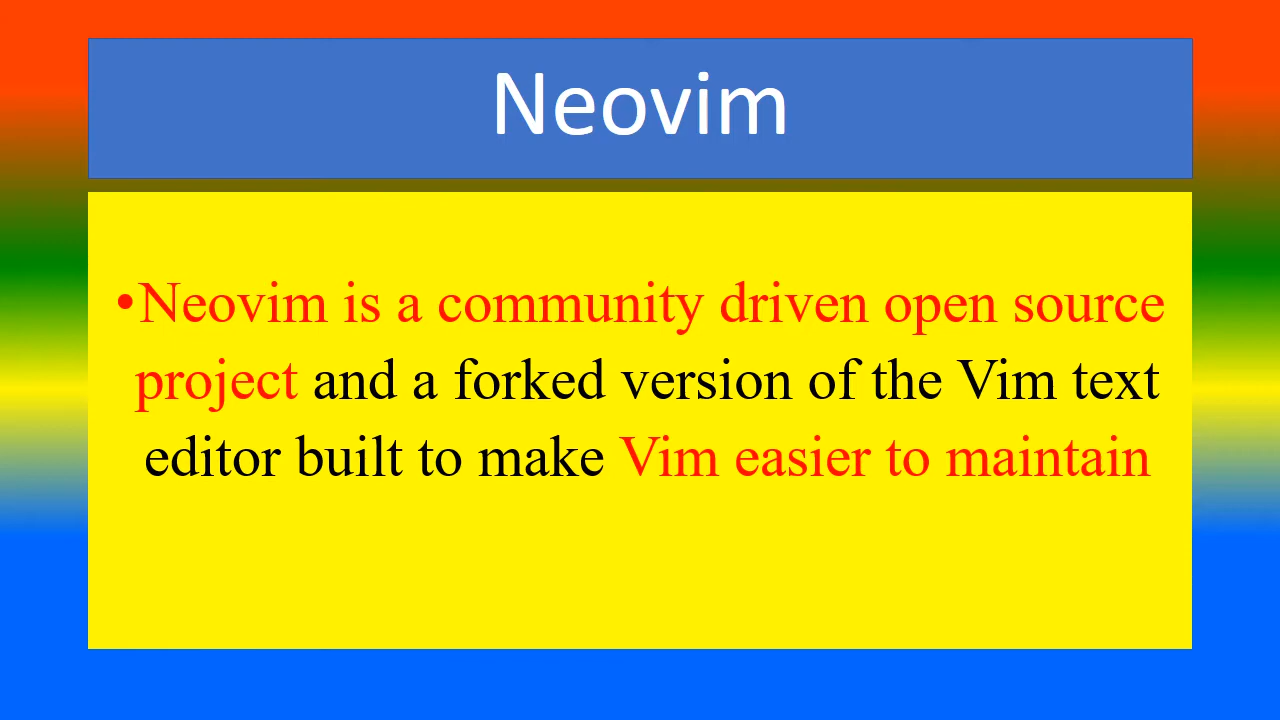 Neovim
•Neovim is a community driven open source
project and a forked version of the Vim text
editor built to make Vim easier to maintain